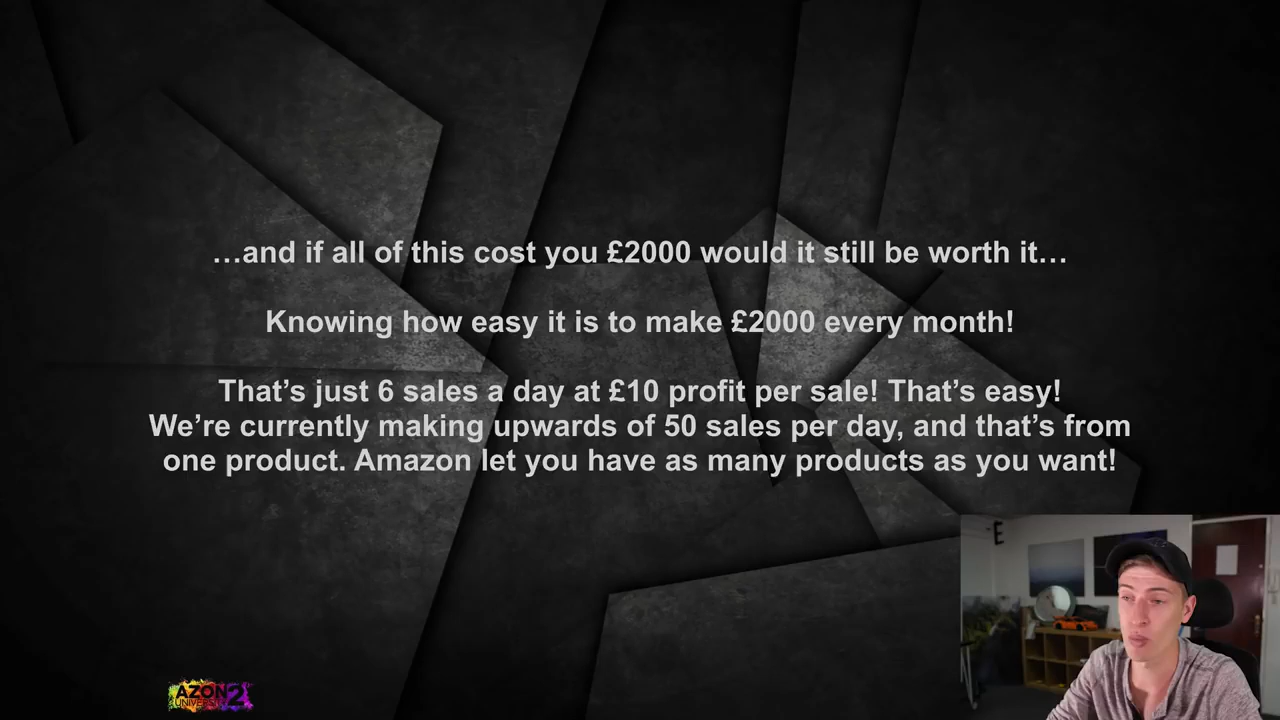 …and if all of this cost you £2000 would it still be worth it…
Knowing how easy it is to make £2000 every month!
That’s just 6 sales a day at £10 profit per sale! That’s easy!
We’re currently making upwards of 50 sales per day, and that’s from
one product. Amazon let you have as many products as you want!
E
AZON
UNIVERSITY 2